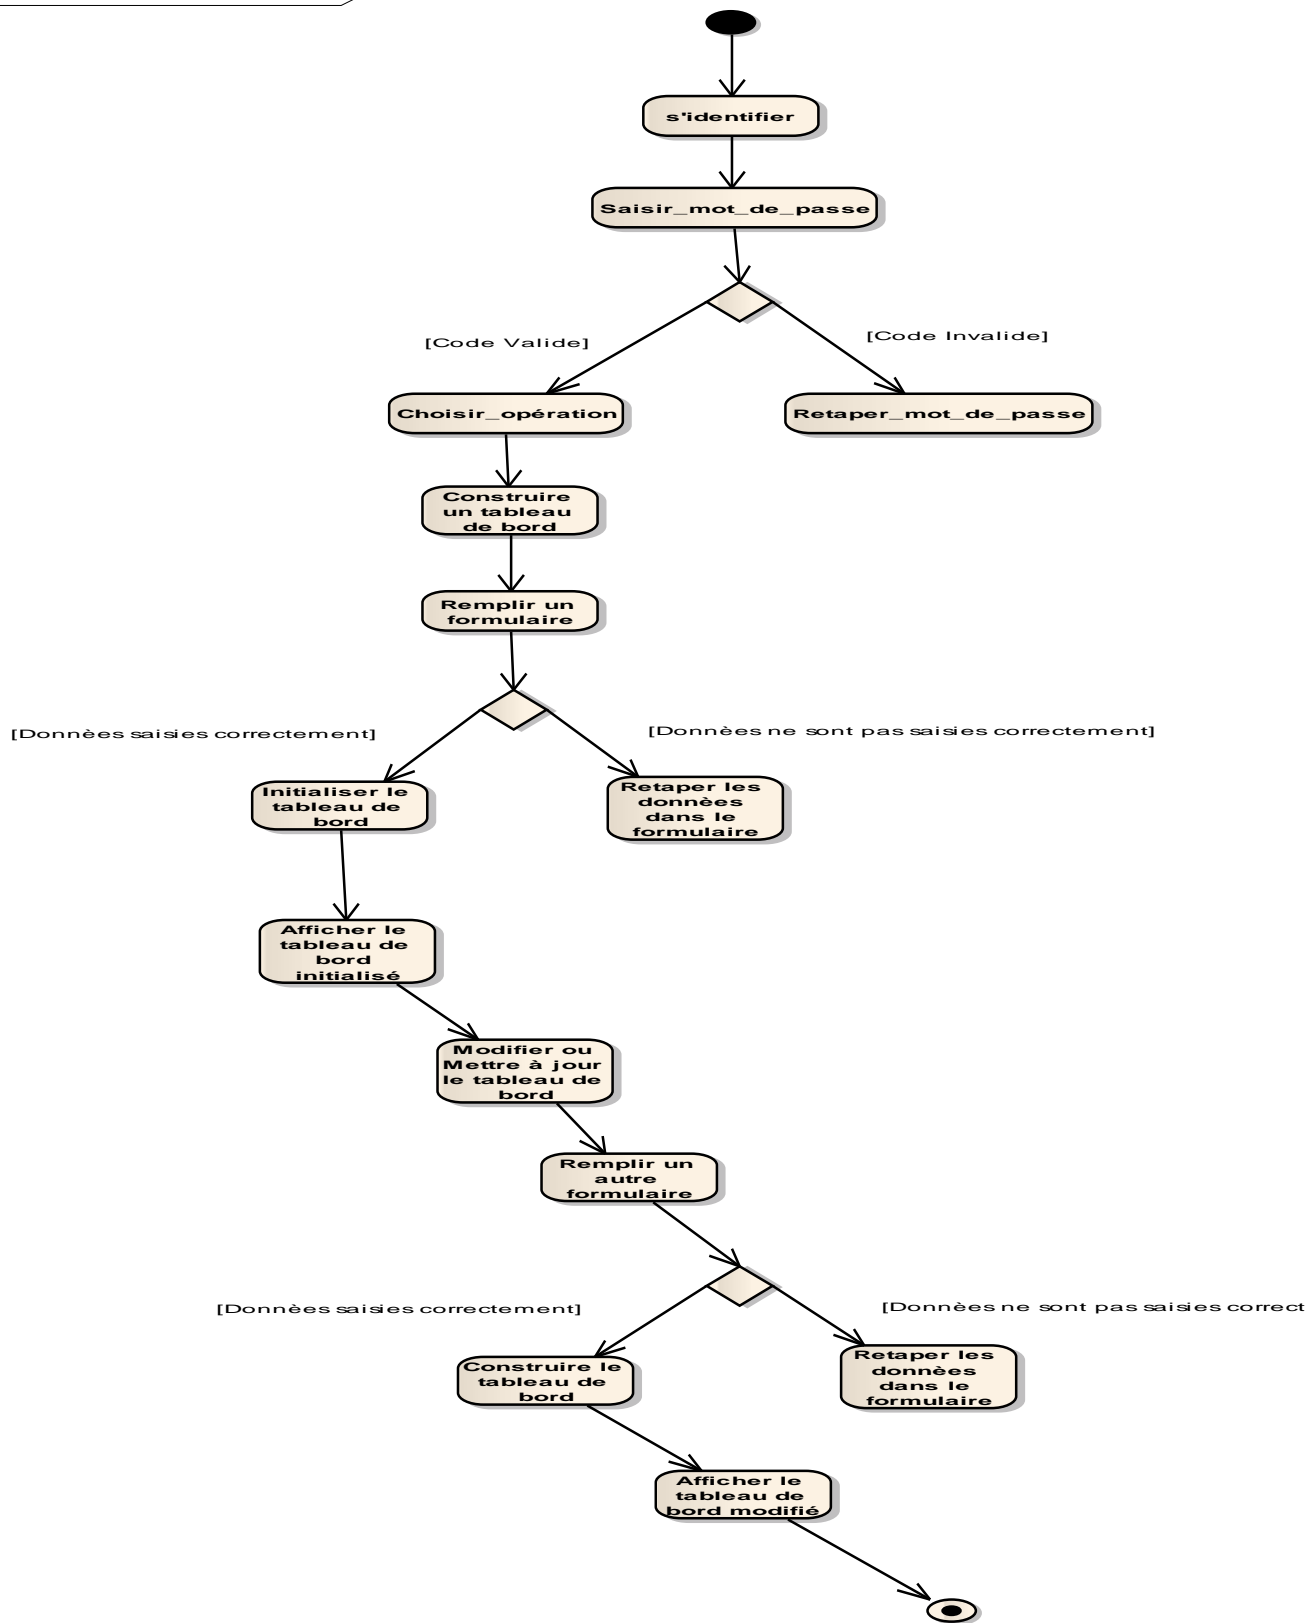 s'identifier
Saisir_mot_de_passe
[Code Valide]
[Code Invalide]
Choisir_opération
Retaper_mot_de_passe
Construire
un tableau
de bord
Remplir un
formulaire
[Donnèes saisies correctement]
[Donnèes ne sont pas saisies correctement]
Initialiser le
tableau de
bord
Retaper les
donnèes
dans le
formulaire
Afficher le
tableau de
bord
initialisé
Modifier ou
Mettre à jour
le tableau de
bord
Remplir un
autre
formulaire
[Donnèes saisies correctement]
[Donnèes ne sont pas saisies correct
Construire le
tableau de
bord
Retaper les
donnèes
dans le
formulaire
Afficher le
tableau de
bord modifié